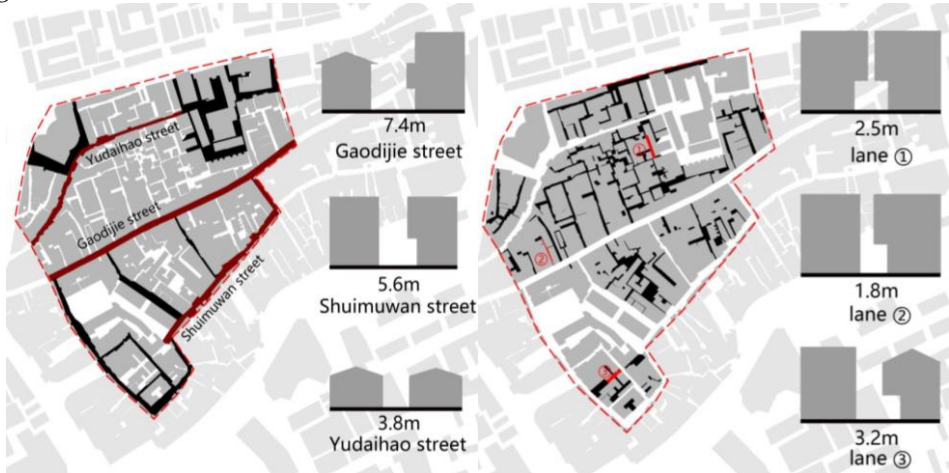 7.4m
Gaodijie street
Yudaihao street
Gaodijie street
Shuimuwan street
5.6m
Shuimuwan street
3.8m
Yudaihao street
①
②
③
2.5m
lane ①
1.8m
lane ②
3.2m
lane ③